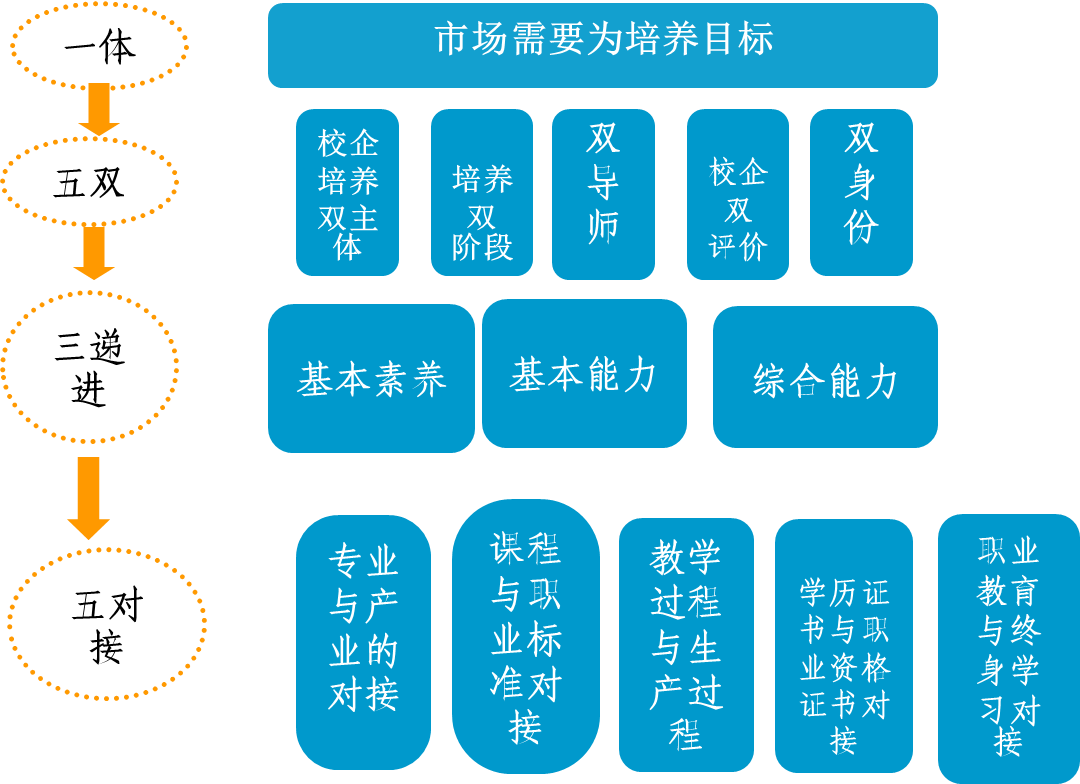 一体
市场需要为培养目标
五双
校企
培养
双主
体
培养
双
阶段
双
导
师
校企
双
评价
双
身
份
三递
进
基本素养
基本能力
综合能力
五对
接
专业
与产
业的
对接
课程
与职
业标
准对
接
教学
过程
与生
产过
程
学历证
书与职
业资格
证书对
接
职业
教育
与终
身学
习对
接